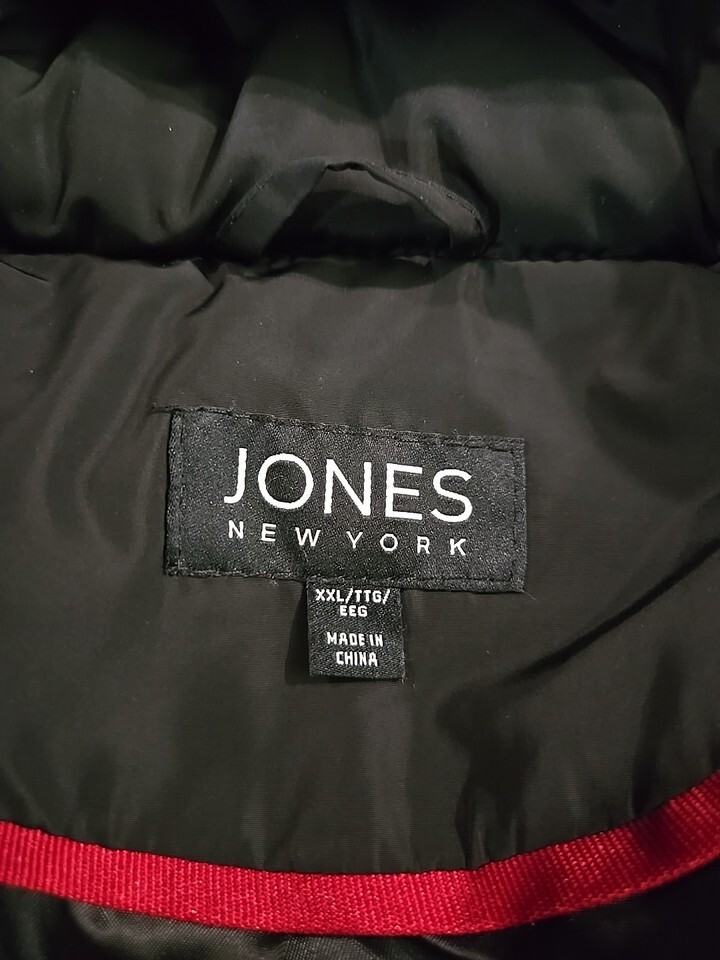 JONES
NEW YORK
XXL/TTG/
EEG
MADE IN
CHINA